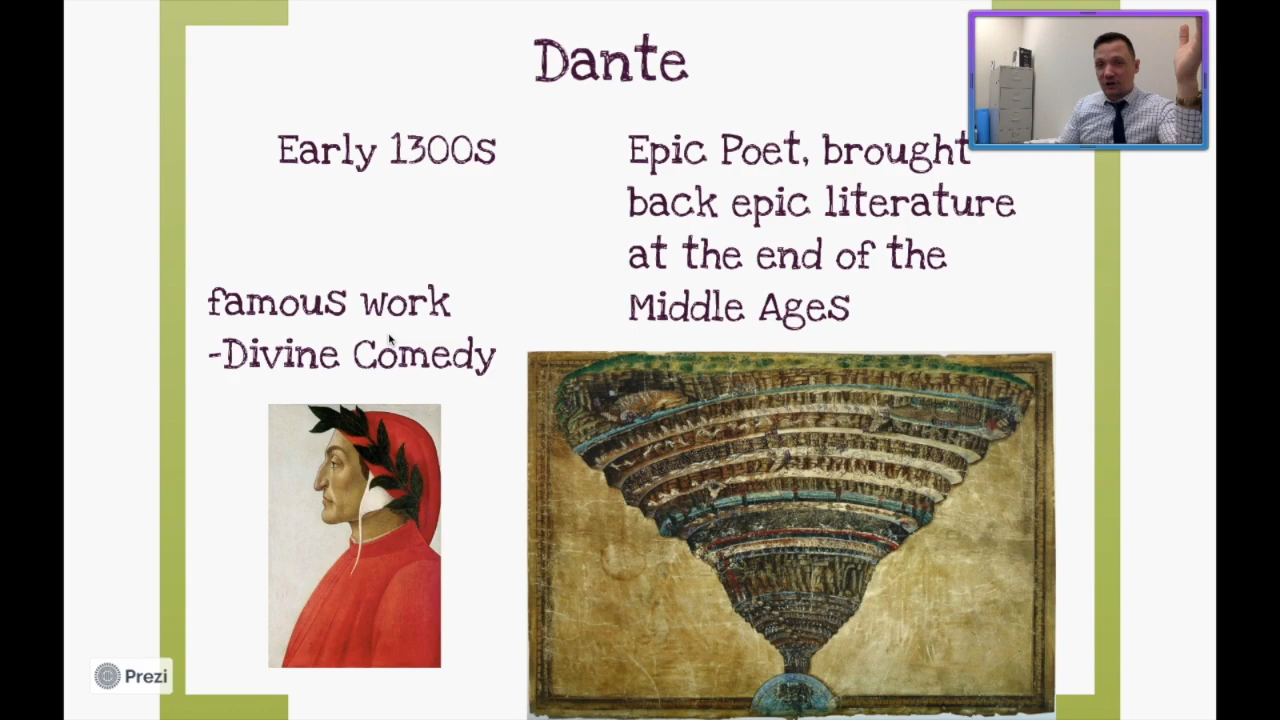 Dante
Early 1300s
Epic Poet, brought
back epic literature
at the end of the
Middle Ages
famous work
-Divine Comedy
Prezi